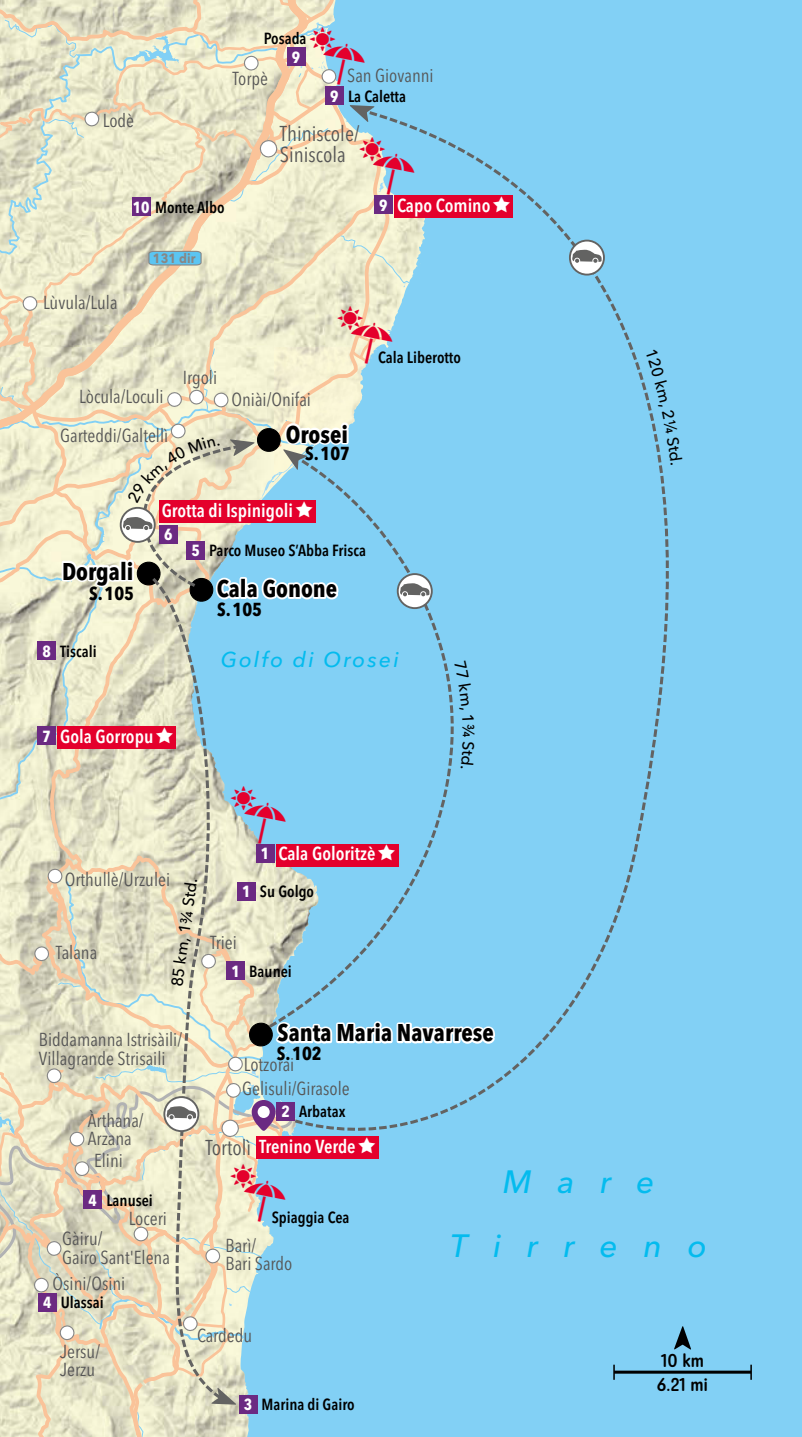 Posada
9
Torpè
San Giovanni
9 La Caletta
Lodè
Thiniscole/
Siniscola
10 Monte Albo
9 Capo Comino
131 dir
Lùvula/Lula
Cala Liberotto
120 km, 2¼ Std.
Irgoli
Lòcula/Loculi
Oniài/Onifai
Garteddi/Galtellì
Orosei
S. 107
29 km, 40 Min.
Grotta di Ispinigoli
6
5 Parco Museo S'Abba Frisca
Dorgali
S. 105
Cala Gonone
S. 105
8 Tiscali
Golfo di Orosei
77 km, 1¾ Std.
7 Gola Gorropu
1 Cala Goloritzè
Orthullè/Urzulei
1 Su Golgo
85 km, 1¾ Std.
Talana
Triei
1 Baunei
Santa Maria Navarrese
S. 102
Biddamanna Istrisàili/
Villagrande Strisaili
Lotzorai
Gelisuli/Girasole
2 Arbatax
Àrthana/
Arzana
Tortolì
Trenino Verde
Elini
4 Lanusei
Spiaggia Cea
Mare
Tirreno
Loceri
Gàiru/
Gairo Sant'Elena
Barì/
Bari Sardo
Òsini/Osini
4 Ulassai
Cardedu
Jersu/
Jerzu
3 Marina di Gairo
10 km
6.21 mi